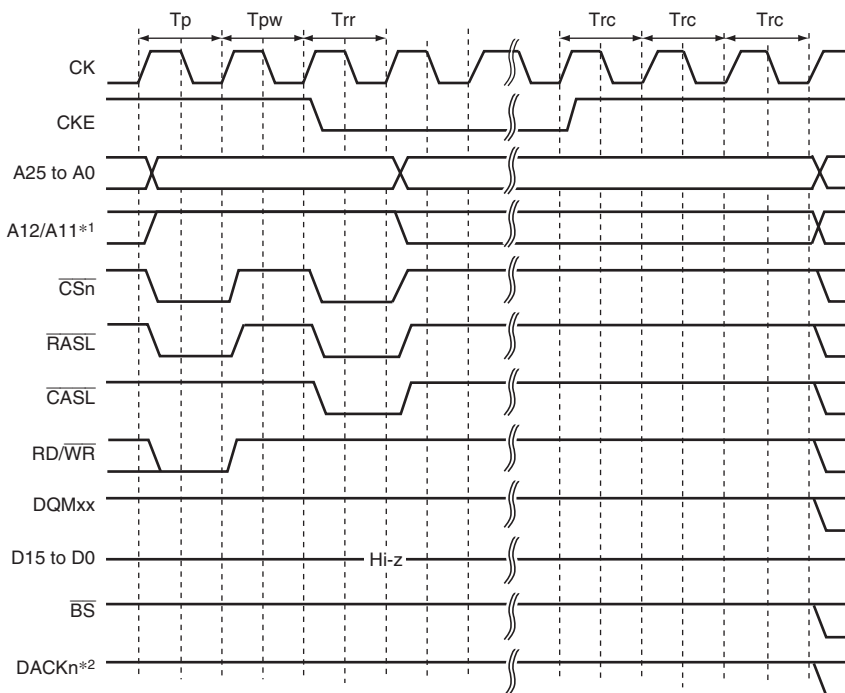 Tp Tpw Trr Trc Trc Trc
CK
CKE
A25 to A0
A12/A11*1
CSn
RASL
CASL
RD/WR
DQMxx
D15 to D0 Hi-z
BS
DACKn*2